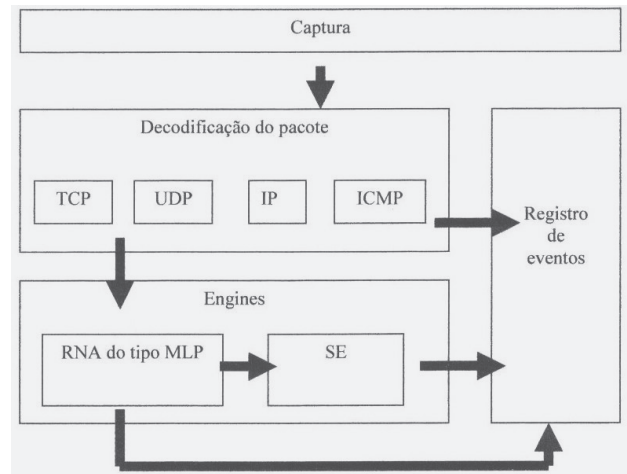 Captura
Decodificação do pacote
TCP
UDP
IP
ICMP
Registro
de
eventos
Engines
RNA do tipo MLP
SE